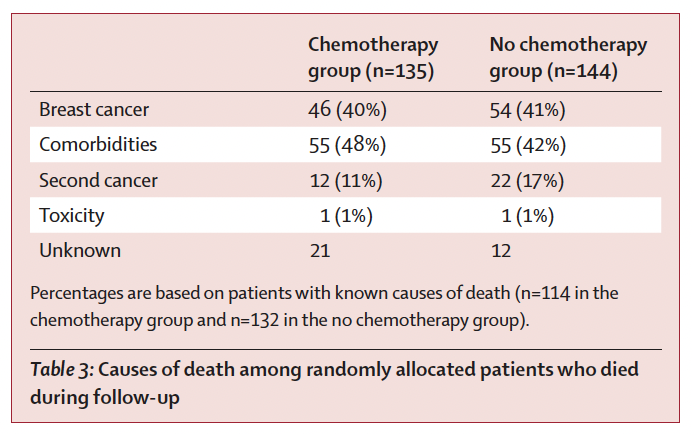 Chemotherapy group (n=135) No chemotherapy group (n=144)
Breast cancer 46 (40%) 54 (41%)
Comorbidities 55 (48%) 55 (42%)
Second cancer 12 (11%) 22 (17%)
Toxicity 1 (1%) 1 (1%)
Unknown 21 12
Percentages are based on patients with known causes of death (n=114 in the
chemotherapy group and n=132 in the no chemotherapy group).
Table 3: Causes of death among randomly allocated patients who died
during follow-up